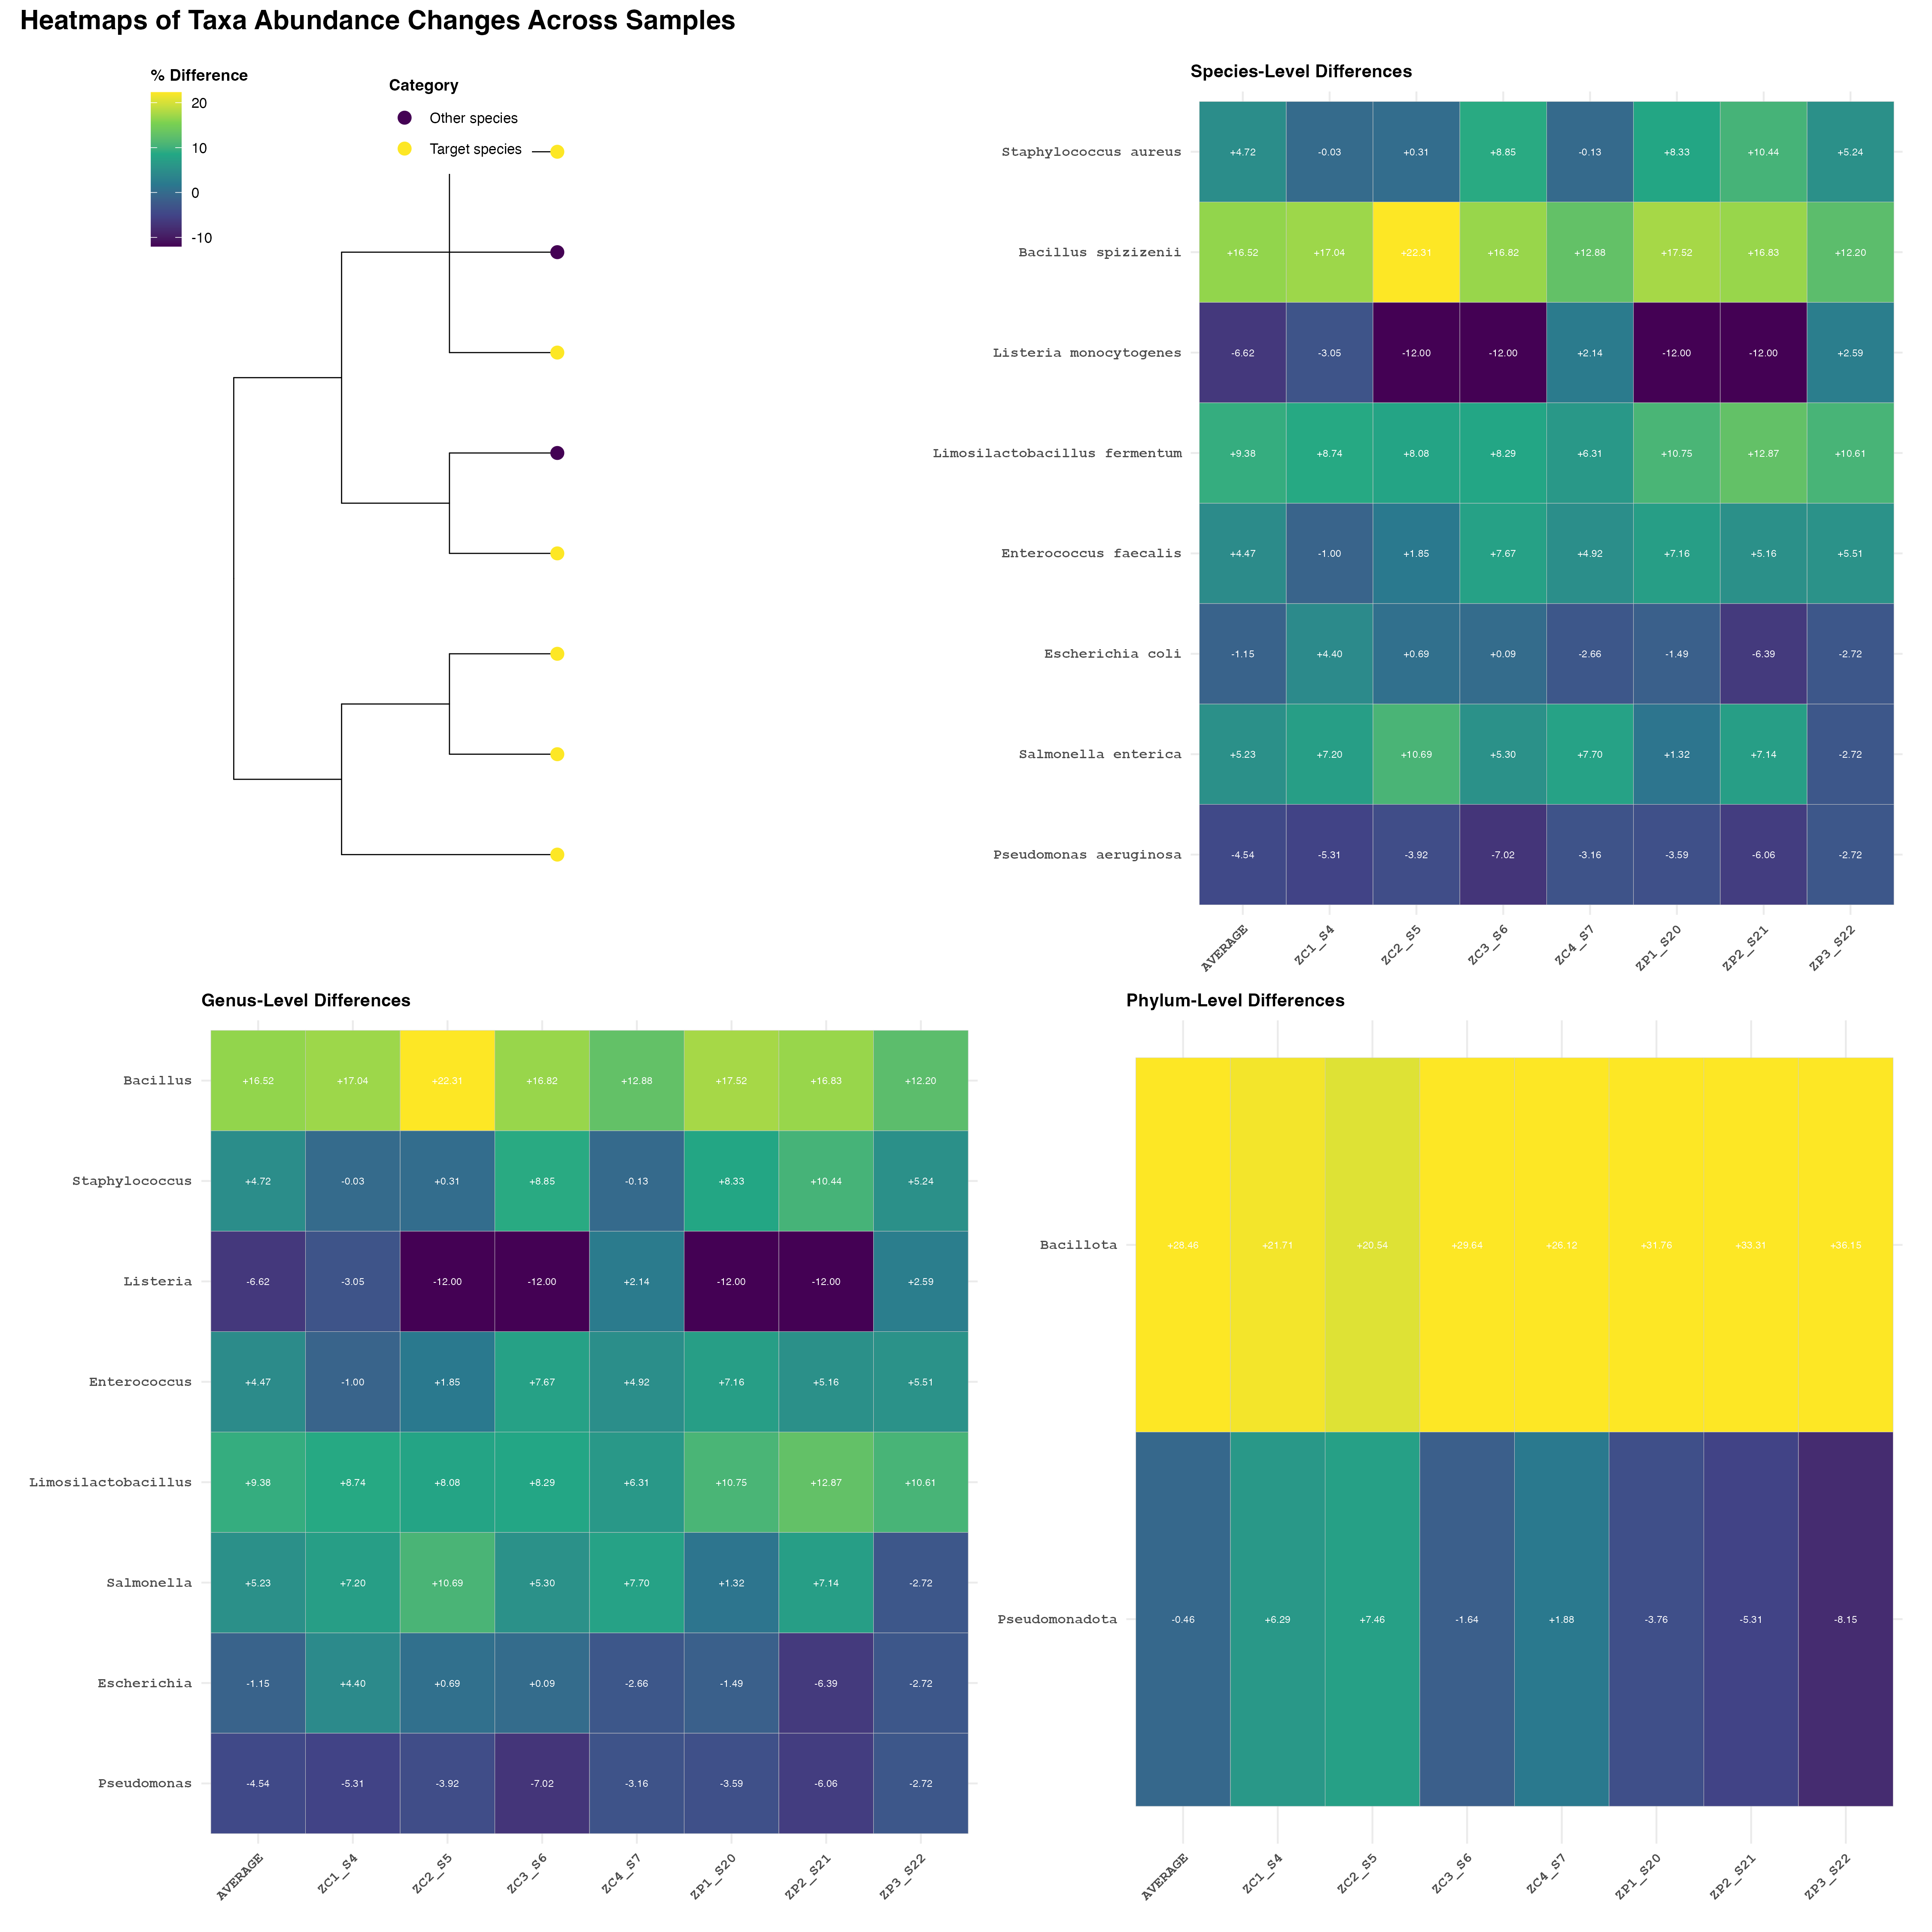 Heatmaps of Taxa Abundance Changes Across Samples
% Difference
20
10
0
-10
Category
Other species
Target species
Species-Level Differences
Staphylococcus aureus +4.72 -0.03 +0.31 +8.85 -0.13 +8.33 +10.44 +5.24
Bacillus spizizenii +16.52 +17.04 +22.31 +16.82 +12.88 +17.52 +16.83 +12.20
Listeria monocytogenes -6.62 -3.05 -12.00 -12.00 +2.14 -12.00 -12.00 +2.59
Limosilactobacillus fermentum +9.38 +8.74 +8.08 +8.29 +6.31 +10.75 +12.87 +10.61
Enterococcus faecalis +4.47 -1.00 +1.85 +7.67 +4.92 +7.16 +5.16 +5.51
Escherichia coli -1.15 +4.40 +0.69 +0.09 -2.66 -1.49 -6.39 -2.72
Salmonella enterica +5.23 +7.20 +10.69 +5.30 +7.70 +1.32 +7.14 -2.72
Pseudomonas aeruginosa -4.54 -5.31 -3.92 -7.02 -3.16 -3.59 -6.06 -2.72
AVERAGE ZC1_S4 ZC2_S5 ZC3_S6 ZC4_S7 ZP1_S20 ZP2_S21 ZP3_S22
Genus-Level Differences
Bacillus +16.52 +17.04 +22.31 +16.82 +12.88 +17.52 +16.83 +12.20
Staphylococcus +4.72 -0.03 +0.31 +8.85 -0.13 +8.33 +10.44 +5.24
Listeria -6.62 -3.05 -12.00 -12.00 +2.14 -12.00 -12.00 +2.59
Enterococcus +4.47 -1.00 +1.85 +7.67 +4.92 +7.16 +5.16 +5.51
Limosilactobacillus +9.38 +8.74 +8.08 +8.29 +6.31 +10.75 +12.87 +10.61
Salmonella +5.23 +7.20 +10.69 +5.30 +7.70 +1.32 +7.14 -2.72
Escherichia -1.15 +4.40 +0.69 +0.09 -2.66 -1.49 -6.39 -2.72
Pseudomonas -4.54 -5.31 -3.92 -7.02 -3.16 -3.59 -6.06 -2.72
AVERAGE ZC1_S4 ZC2_S5 ZC3_S6 ZC4_S7 ZP1_S20 ZP2_S21 ZP3_S22
Phylum-Level Differences
Bacillota +28.46 +21.71 +20.54 +29.64 +26.12 +31.76 +33.31 +36.15
Pseudomonadota -0.46 +6.29 +7.46 -1.64 +1.88 -3.76 -5.31 -8.15
AVERAGE ZC1_S4 ZC2_S5 ZC3_S6 ZC4_S7 ZP1_S20 ZP2_S21 ZP3_S22